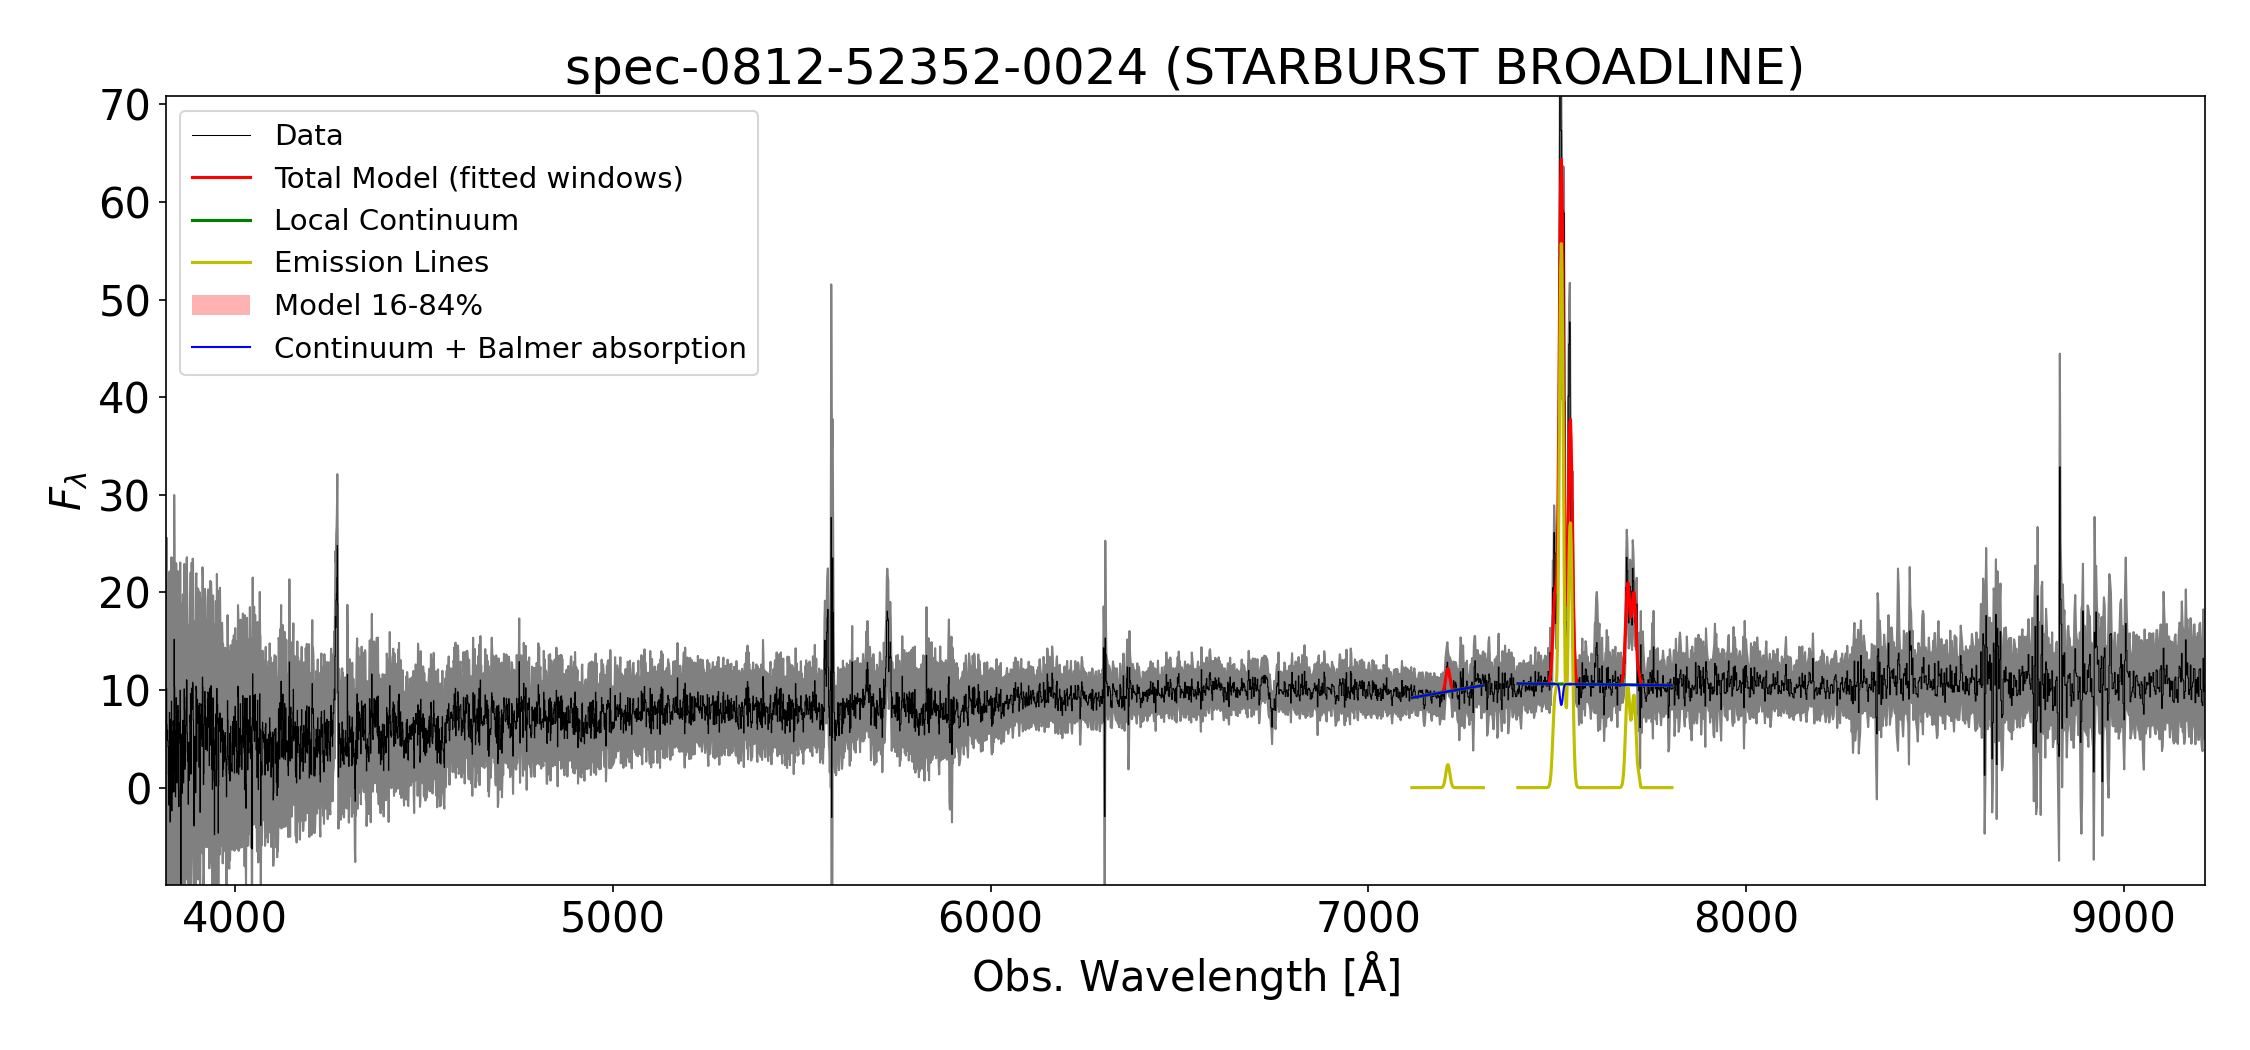 spec-0812-52352-0024 (STARBURST BROADLINE)
70
60
50
40
30
20
10
0
Fλ
Data
Total Model (fitted windows)
Local Continuum
Emission Lines
Model 16-84%
Continuum + Balmer absorption
4000 5000 6000 7000 8000 9000
Obs. Wavelength [Å]